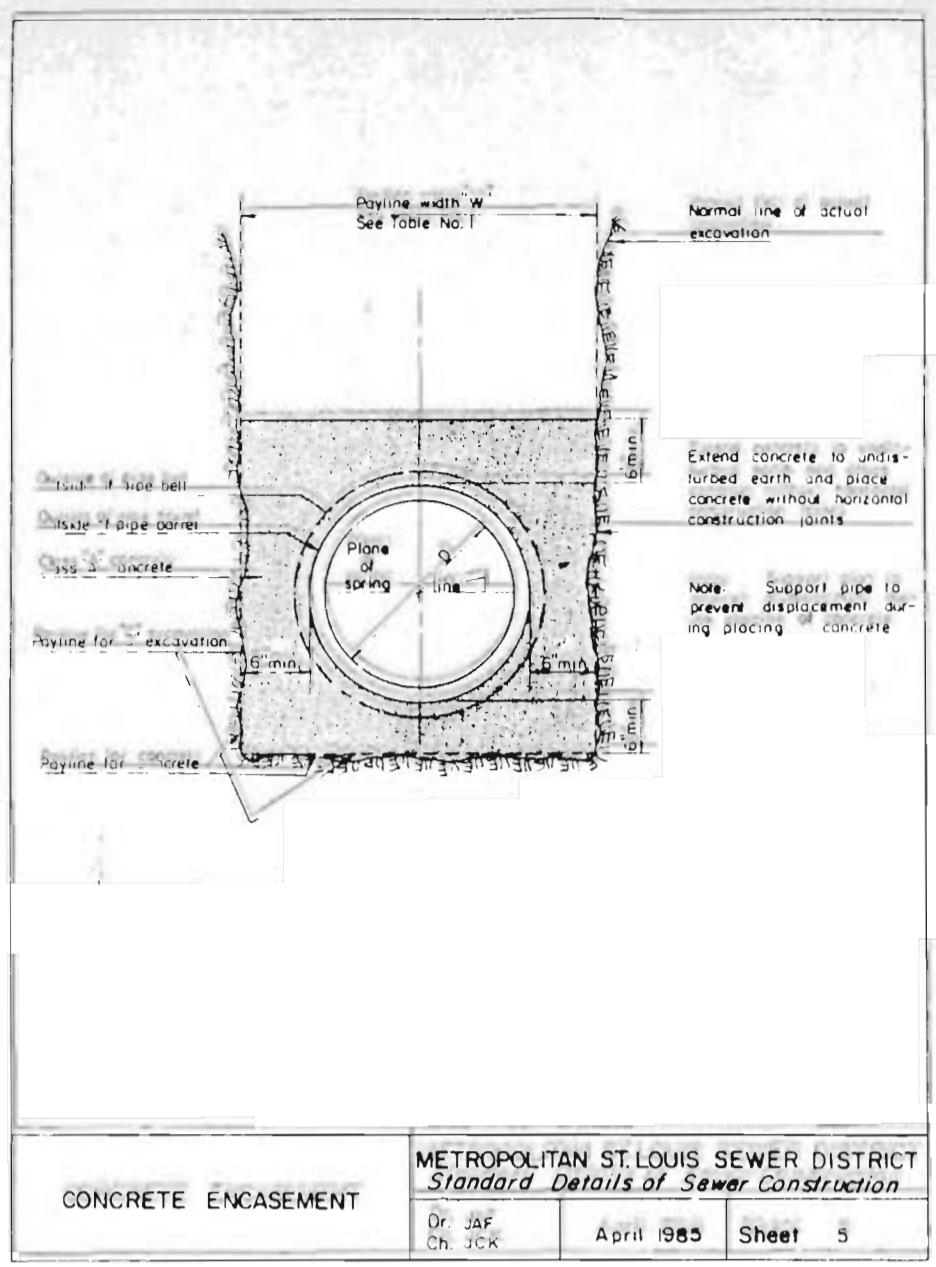 Payline width "W"
See Table No. 1
Normal line of actual
excavation
6"min
Extend concrete to undis-
turbed earth and place
concrete without horizontal
construction joints
Outside of pipe bell
Outside of pipe barrel
Class "A" concrete
Plane
of
spring
line
D
Note: Support pipe to
prevent displacement dur-
ing placing of concrete
Payline for excavation
6"min
6"min
6"min
Payline for concrete
CONCRETE ENCASEMENT
METROPOLITAN ST. LOUIS SEWER DISTRICT
Standard Details of Sewer Construction
Dr. JAF
Ch. JCK
April 1985
Sheet 5